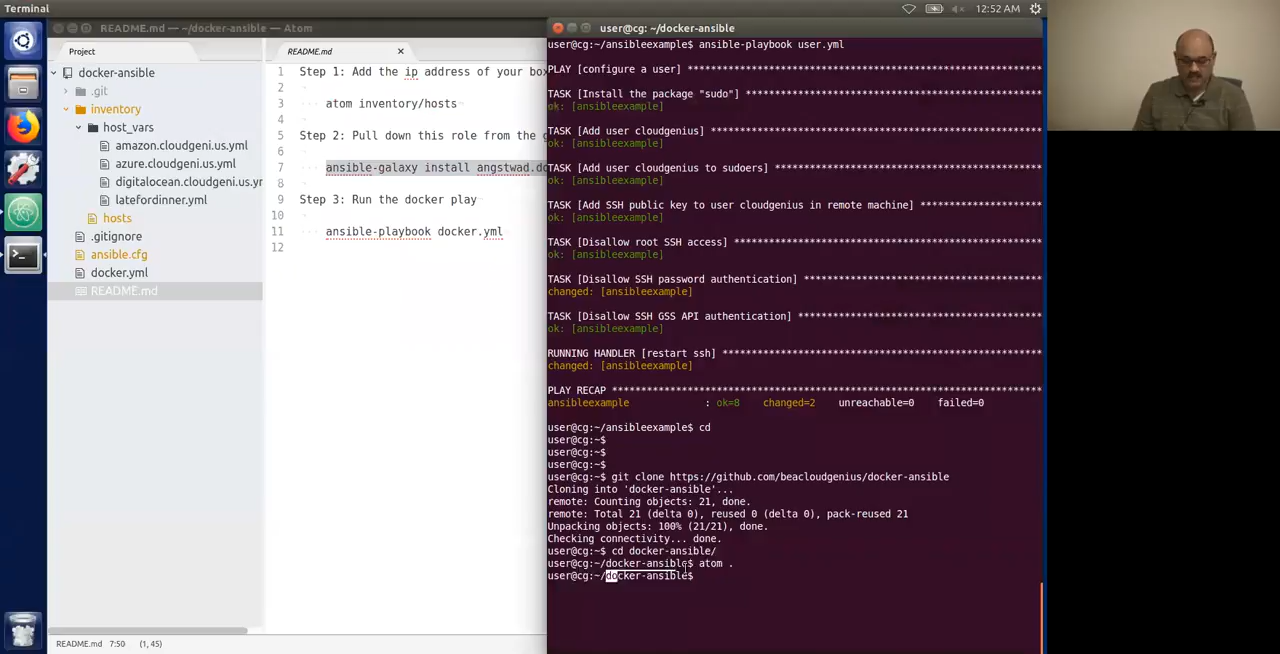 Terminal
12:52 AM
README.md — ~/docker-ansible — Atom
Project
docker-ansible
.git
inventory
host_vars
amazon.cloudgeni.us.yml
azure.cloudgeni.us.yml
digitalocean.cloudgeni.us.yr
latefordinner.yml
hosts
.gitignore
ansible.cfg
docker.yml
README.md
README.md
1 Step 1: Add the ip address of your box
2
3 atom inventory/hosts
4
5 Step 2: Pull down this role from the g
6
7 ansible-galaxy install angstwad.do
8
9 Step 3: Run the docker play
10
11 ansible-playbook docker.yml
12
README.md 7:50 (1, 45)
user@cg: ~/docker-ansible
user@cg:~/ansibleexample$ ansible-playbook user.yml
PLAY [configure a user] *************************************************************
TASK [Install the package "sudo"] ***************************************************
ok: [ansibleexample]
TASK [Add user cloudgenius] *********************************************************
ok: [ansibleexample]
TASK [Add user cloudgenius to sudoers] **********************************************
ok: [ansibleexample]
TASK [Add SSH public key to user cloudgenius in remote machine] *********************
ok: [ansibleexample]
TASK [Disallow root SSH access] *****************************************************
ok: [ansibleexample]
TASK [Disallow SSH password authentication] *****************************************
changed: [ansibleexample]
TASK [Disallow SSH GSS API authentication] ******************************************
ok: [ansibleexample]
RUNNING HANDLER [restart ssh] *******************************************************
changed: [ansibleexample]
PLAY RECAP **************************************************************************
ansibleexample : ok=8 changed=2 unreachable=0 failed=0
user@cg:~/ansibleexample$ cd
user@cg:~$
user@cg:~$
user@cg:~$
user@cg:~$ git clone https://github.com/beacloudgenius/docker-ansible
Cloning into 'docker-ansible'...
remote: Counting objects: 21, done.
remote: Total 21 (delta 0), reused 0 (delta 0), pack-reused 21
Unpacking objects: 100% (21/21), done.
Checking connectivity... done.
user@cg:~$ cd docker-ansible/
user@cg:~/docker-ansible$ atom .
user@cg:~/docker-ansible$